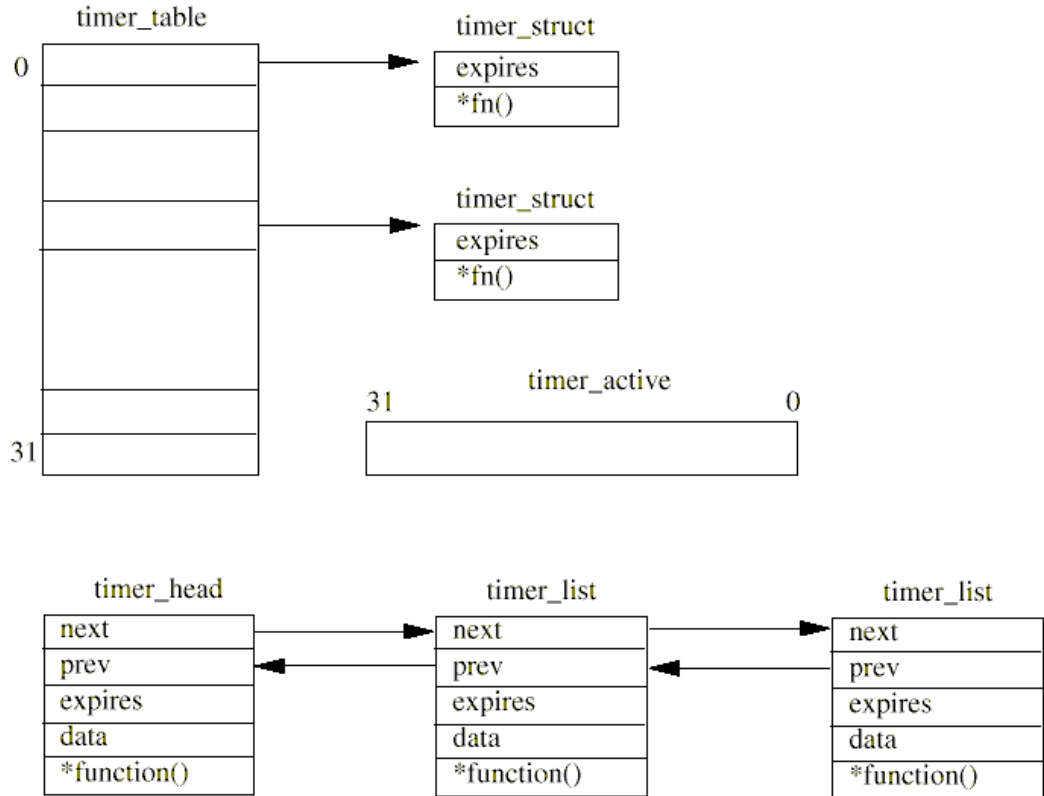 timer_table
0
31
timer_struct
expires
*fn()
timer_struct
expires
*fn()
timer_active
31 0
timer_head
next
prev
expires
data
*function()
timer_list
next
prev
expires
data
*function()
timer_list
next
prev
expires
data
*function()